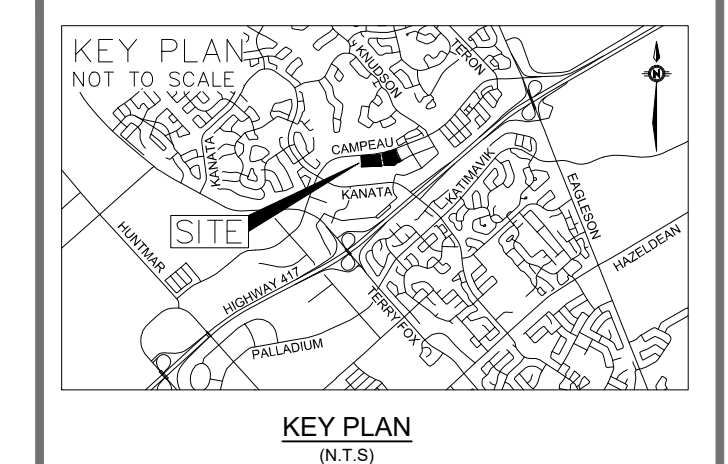 KEY PLAN
NOT TO SCALE
KNUDSON
TERON
N
CAMPEAU
KANATA
KANATA
KATIMAVIK
EAGLESON
SITE
HUNTMAR
HAZELDEAN
HIGHWAY 417
TERRY FOX
PALLADIUM
KEY PLAN
(N.T.S)